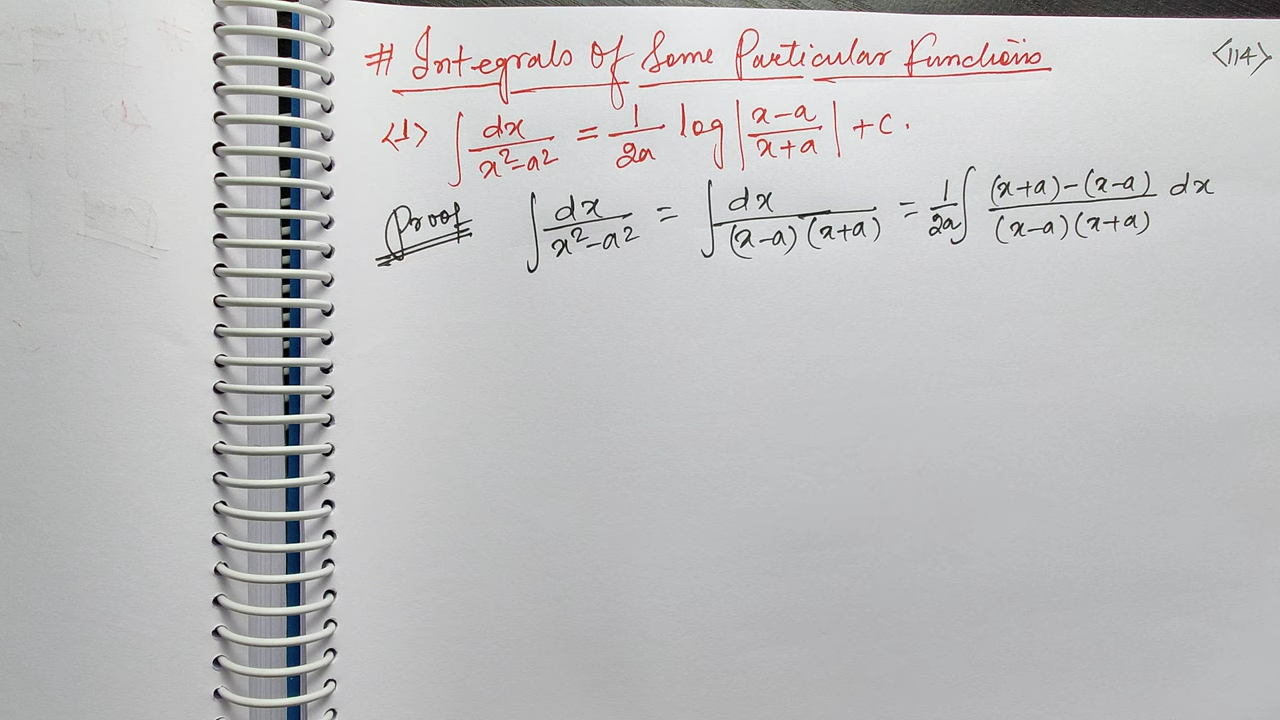 # Integrals Of Some Particular Functions <114>
<1> ∫ dx/(x²-a²) = 1/2a log |(x-a)/(x+a)| + c.
Proof ∫ dx/(x²-a²) = ∫ dx/((x-a)(x+a)) = 1/2a ∫ ((x+a)-(x-a))/((x-a)(x+a)) dx